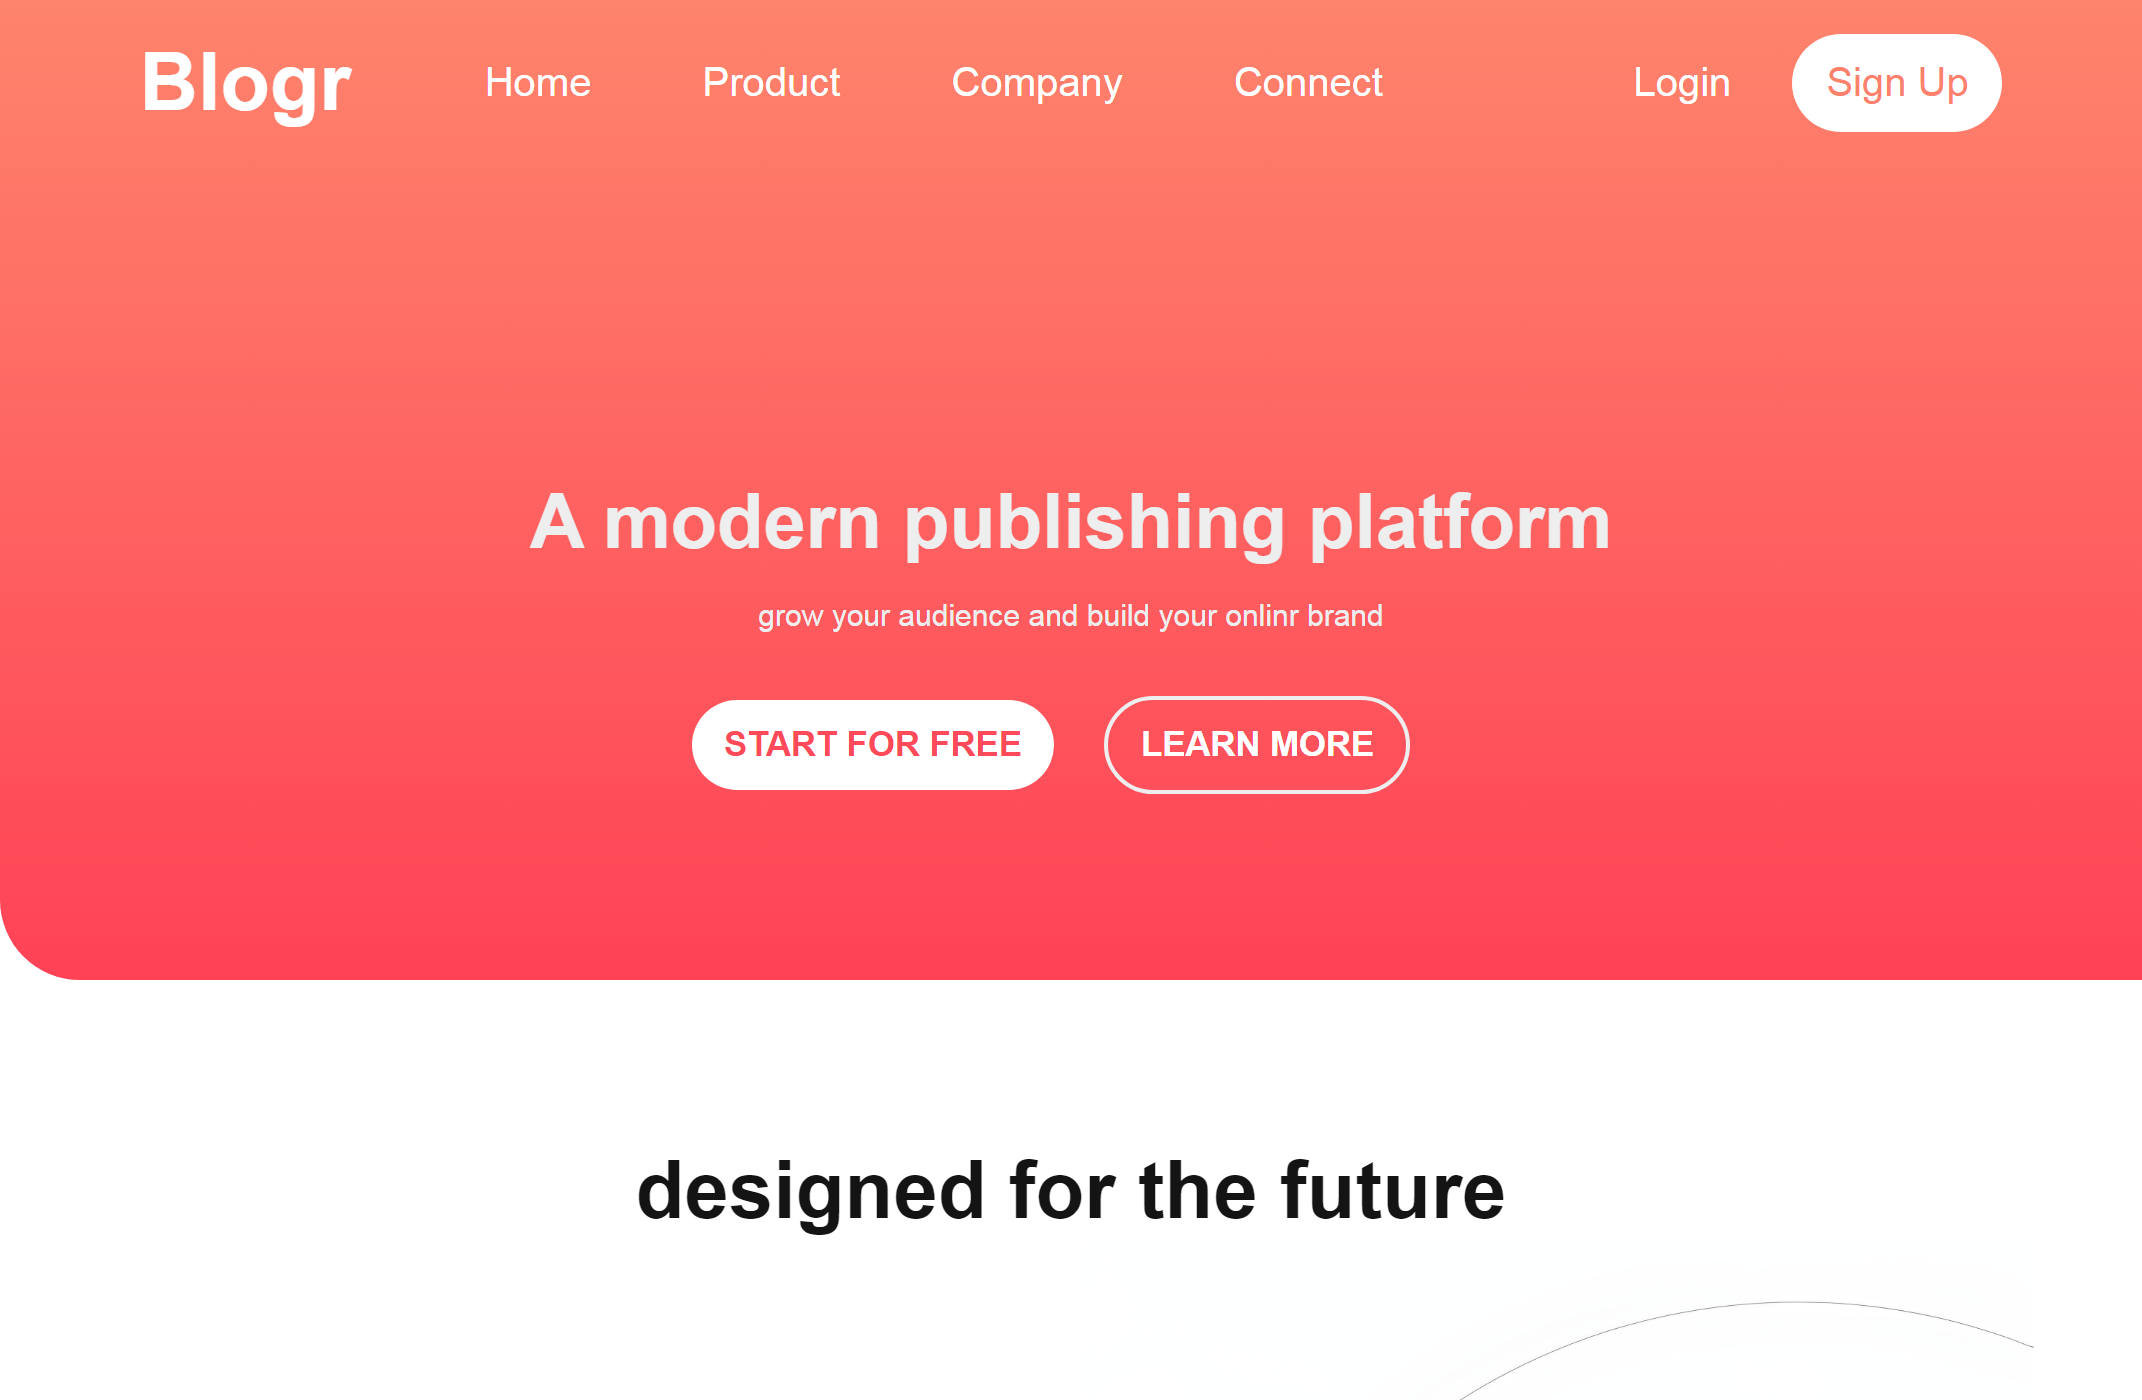 Blogr Home Product Company Connect Login Sign Up
A modern publishing platform
grow your audience and build your onlinr brand
START FOR FREE LEARN MORE
designed for the future